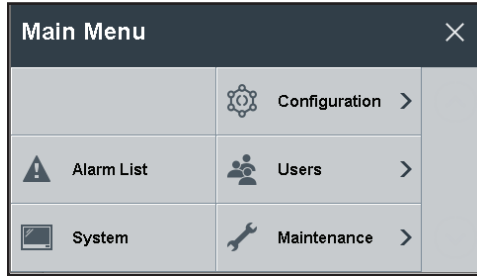 Main Menu
Configuration
Alarm List
Users
System
Maintenance